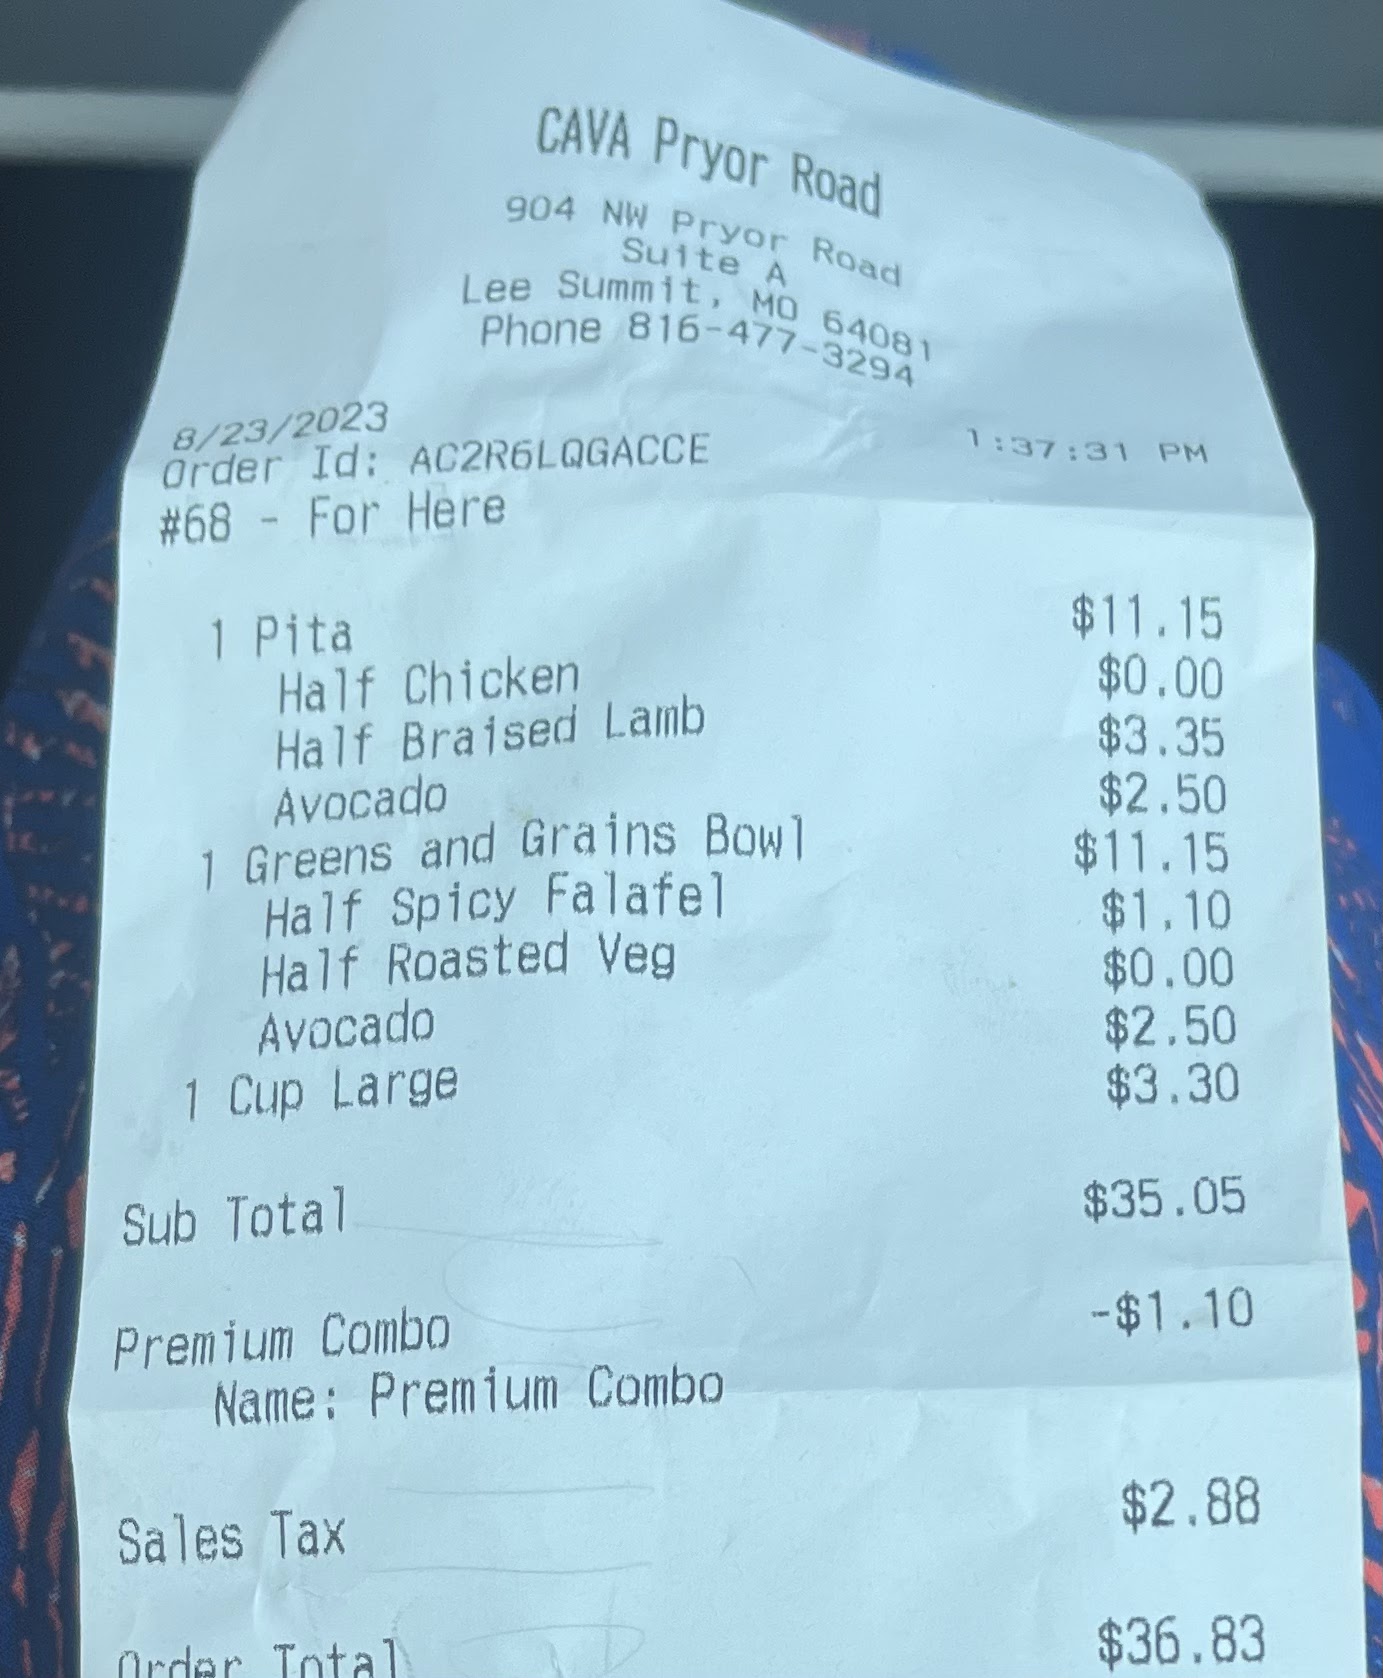 CAVA Pryor Road
904 NW Pryor Road
Suite A
Lee Summit, MO 64081
Phone 816-477-3294
8/23/2023 1:37:31 PM
Order Id: AC2R6LQGACCE
#68 - For Here
1 Pita $11.15
Half Chicken $0.00
Half Braised Lamb $3.35
Avocado $2.50
1 Greens and Grains Bowl $11.15
Half Spicy Falafel $1.10
Half Roasted Veg $0.00
Avocado $2.50
1 Cup Large $3.30
Sub Total $35.05
Premium Combo -$1.10
Name: Premium Combo
Sales Tax $2.88
Order Total $36.83